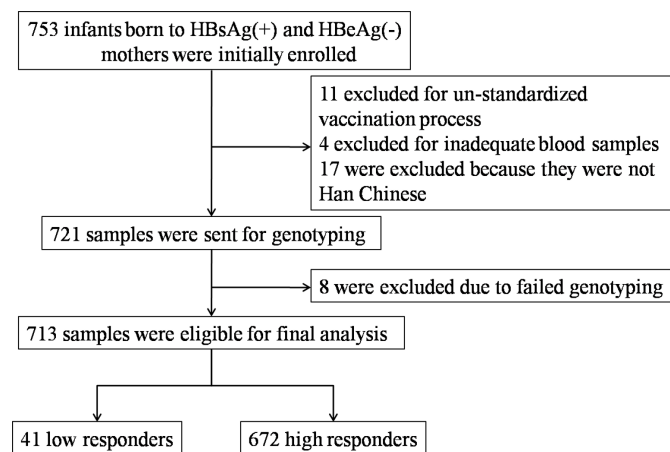 753 infants born to HBsAg(+) and HBeAg(-)
mothers were initially enrolled
11 excluded for un-standardized
vaccination process
4 excluded for inadequate blood samples
17 were excluded because they were not
Han Chinese
721 samples were sent for genotyping
8 were excluded due to failed genotyping
713 samples were eligible for final analysis
41 low responders
672 high responders